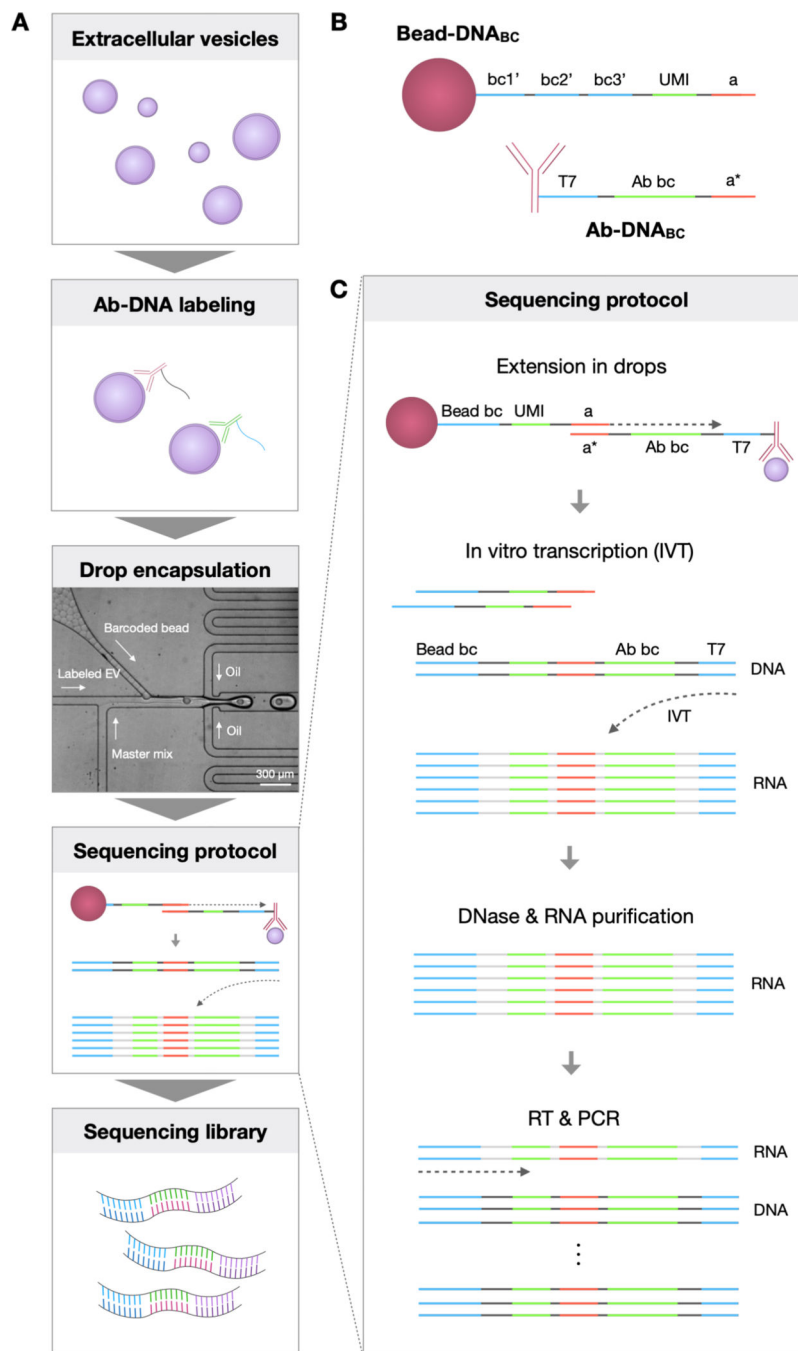 A
Extracellular vesicles
Ab-DNA labeling
Drop encapsulation
Barcoded bead
Labeled EV
Oil
Oil
Master mix
300 µm
Sequencing protocol
Sequencing library
B
Bead-DNABC
bc1’ bc2’ bc3’ UMI a
T7 Ab bc a*
Ab-DNABC
C
Sequencing protocol
Extension in drops
Bead bc UMI a
a* Ab bc T7
In vitro transcription (IVT)
Bead bc Ab bc T7
DNA
IVT
RNA
DNase & RNA purification
RNA
RT & PCR
RNA
DNA